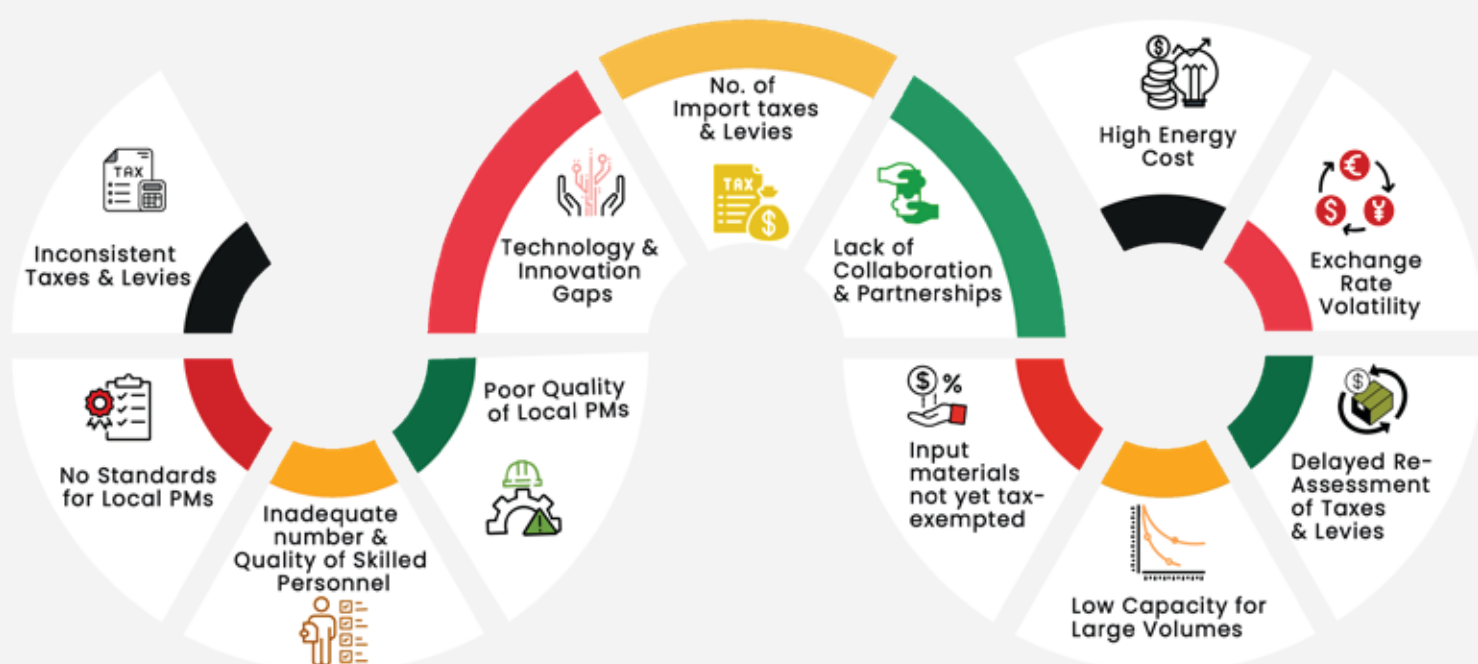 TAX
Inconsistent
Taxes & Levies
No Standards
for Local PMs
Inadequate
number &
Quality of Skilled
Personnel
Poor Quality
of Local PMs
Technology &
Innovation
Gaps
No. of
Import taxes
& Levies
TAX
$
Lack of
Collaboration
& Partnerships
$ %
Input
materials
not yet tax-
exempted
Low Capacity for
Large Volumes
$
Delayed Re-
Assessment
of Taxes
& Levies
€
$ ¥
Exchange
Rate
Volatility
$
High Energy
Cost